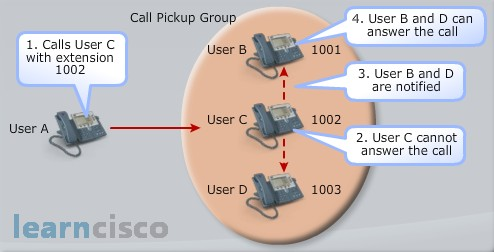 Call Pickup Group
1. Calls User C
with extension
1002
User A
User B
1001
4. User B and D can
answer the call
3. User B and D
are notified
User C
1002
2. User C cannot
answer the call
User D
1003
learncisco